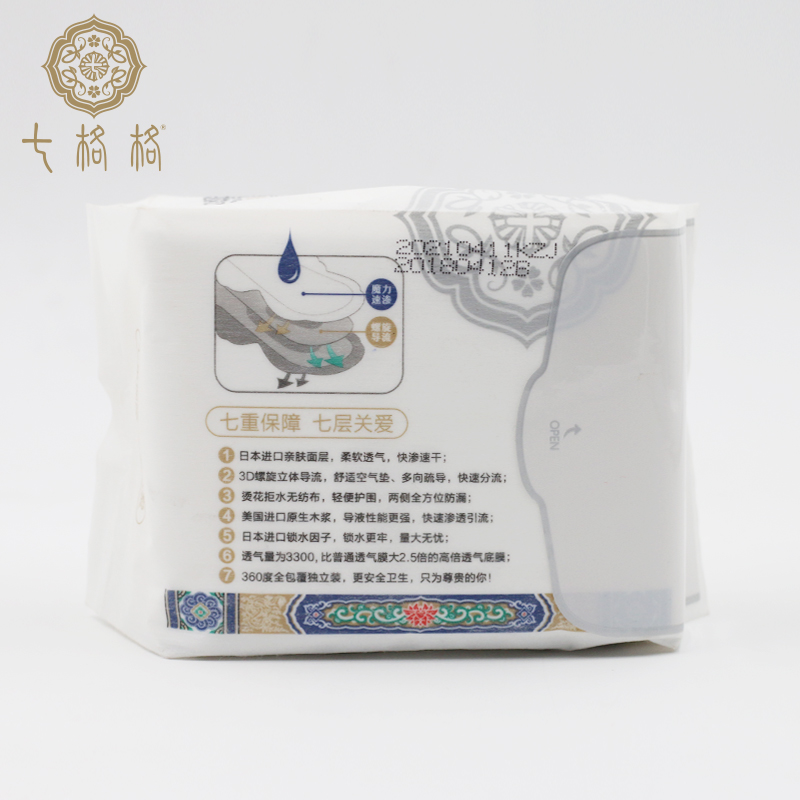 七格格®
20210411KZJ
201804126
魔力
速渗
螺旋
导流
七重保障 七层关爱
OPEN
1 日本进口亲肤面层，柔软透气，快渗速干；
2 3D螺旋立体导流，舒适空气垫、多向疏导，快速分流；
3 烫花拒水无纺布，轻便护围，两侧全方位防漏；
4 美国进口原生木浆，导液性能更强，快速渗透引流；
5 日本进口锁水因子，锁水更牢，量大无忧；
6 透气量为3300，比普通透气膜大2.5倍的高倍透气底膜；
7 360度全包覆独立装，更安全卫生，只为尊贵的你！